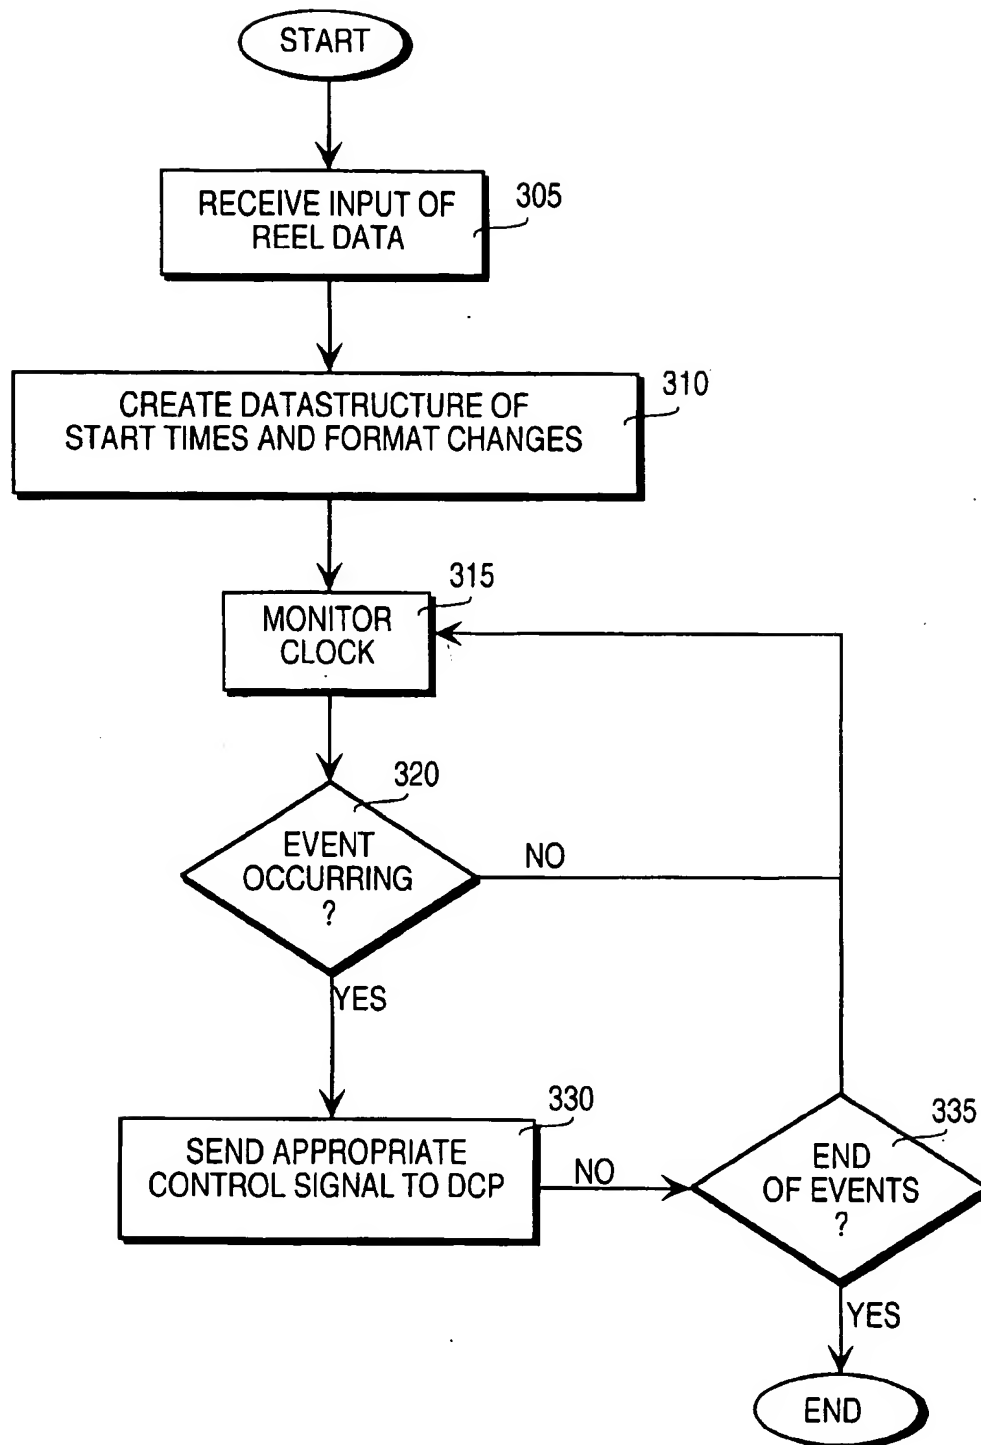 START
RECEIVE INPUT OF
REEL DATA
305
CREATE DATASTRUCTURE OF
START TIMES AND FORMAT CHANGES
310
MONITOR
CLOCK
315
EVENT
OCCURRING
?
320
NO
YES
SEND APPROPRIATE
CONTROL SIGNAL TO DCP
330
NO
END
OF EVENTS
?
335
YES
END